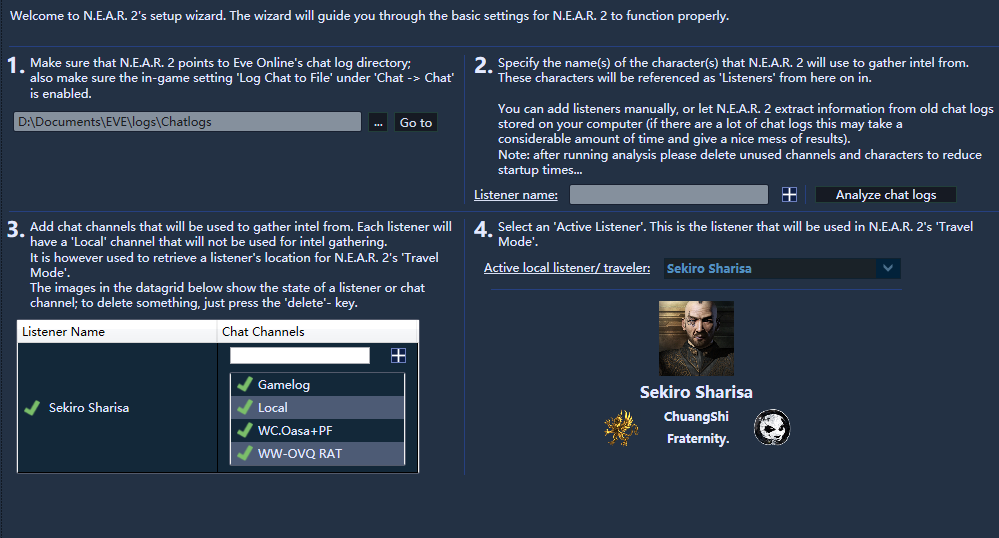 Welcome to N.E.A.R. 2's setup wizard. The wizard will guide you through the basic settings for N.E.A.R. 2 to function properly.
1. Make sure that N.E.A.R. 2 points to Eve Online's chat log directory;
also make sure the in-game setting 'Log Chat to File' under 'Chat -> Chat'
is enabled.
D:\Documents\EVE\logs\Chatlogs
...
Go to
2. Specify the name(s) of the character(s) that N.E.A.R. 2 will use to gather intel from.
These characters will be referenced as 'Listeners' from here on in.
You can add listeners manually, or let N.E.A.R. 2 extract information from old chat logs
stored on your computer (if there are a lot of chat logs this may take a
considerable amount of time and give a nice mess of results).
Note: after running analysis please delete unused channels and characters to reduce
startup times...
Listener name:
Analyze chat logs
3. Add chat channels that will be used to gather intel from. Each listener will
have a 'Local' channel that will not be used for intel gathering.
It is however used to retrieve a listener's location for N.E.A.R. 2's 'Travel
Mode'.
The images in the datagrid below show the state of a listener or chat
channel; to delete something, just press the 'delete'- key.
Listener Name
Chat Channels
Sekiro Sharisa
Gamelog
Local
WC.Oasa+PF
WW-OVQ RAT
4. Select an 'Active Listener'. This is the listener that will be used in N.E.A.R. 2's 'Travel
Mode'.
Active local listener/ traveler:
Sekiro Sharisa
Sekiro Sharisa
ChuangShi
Fraternity.